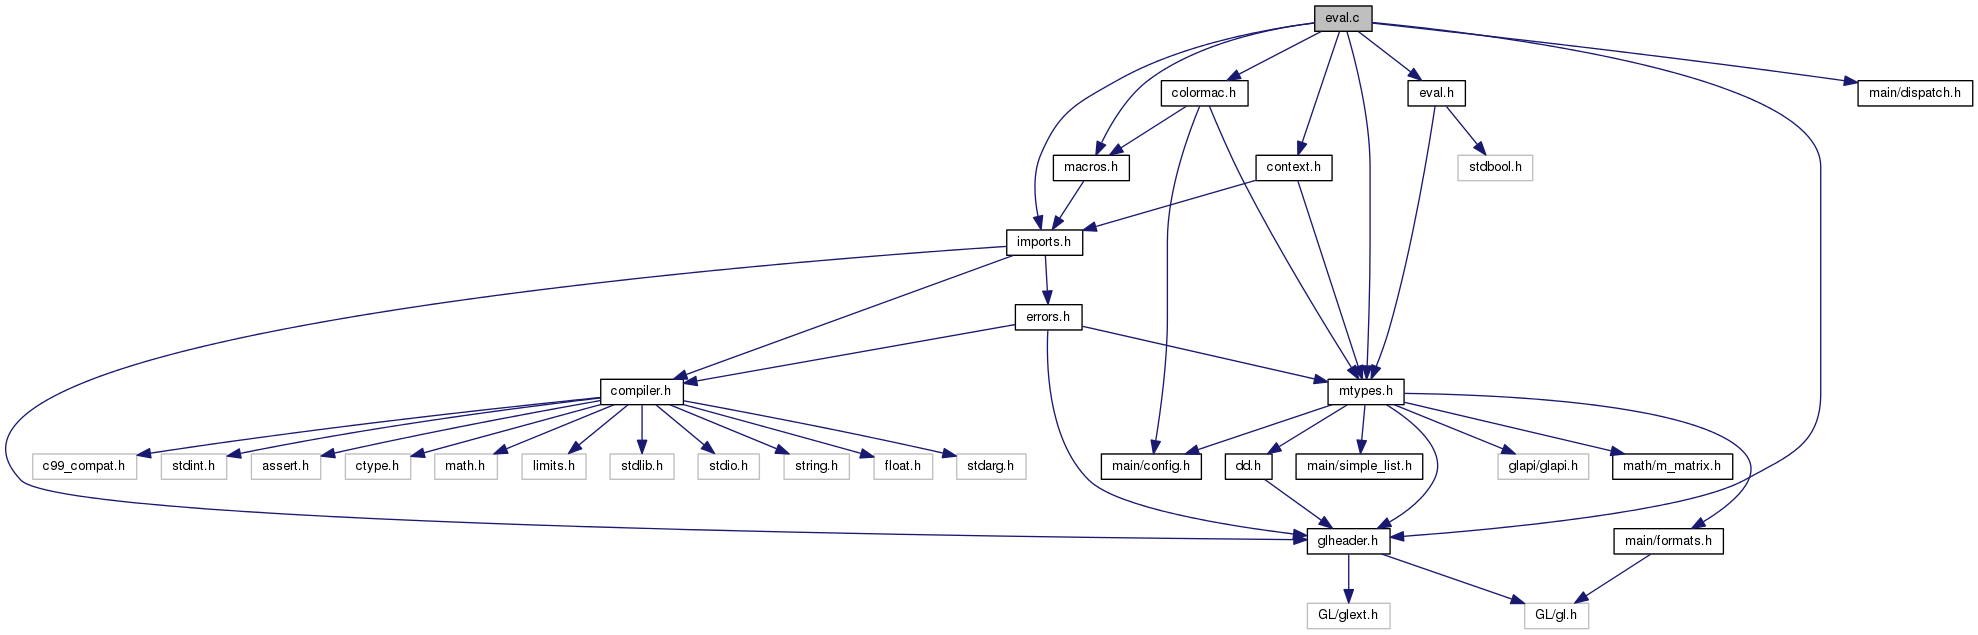 eval.c
colormac.h
eval.h
main/dispatch.h
macros.h
context.h
stdbool.h
imports.h
errors.h
compiler.h
mtypes.h
c99_compat.h
stdint.h
assert.h
ctype.h
math.h
limits.h
stdlib.h
stdio.h
string.h
float.h
stdarg.h
main/config.h
dd.h
main/simple_list.h
glapi/glapi.h
math/m_matrix.h
glheader.h
main/formats.h
GL/glext.h
GL/gl.h